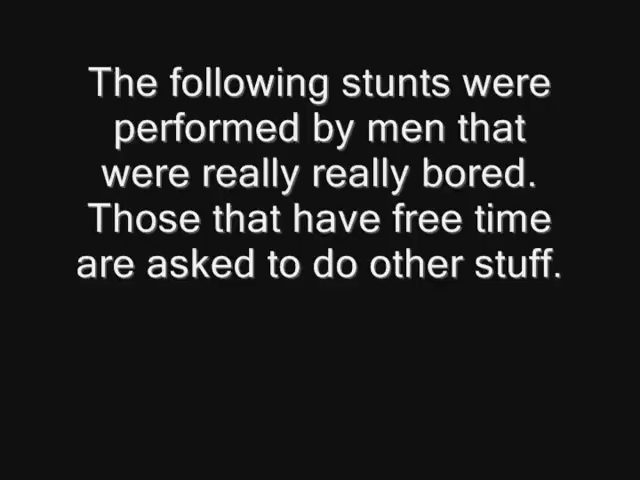 The following stunts were
performed by men that
were really really bored.
Those that have free time
are asked to do other stuff.